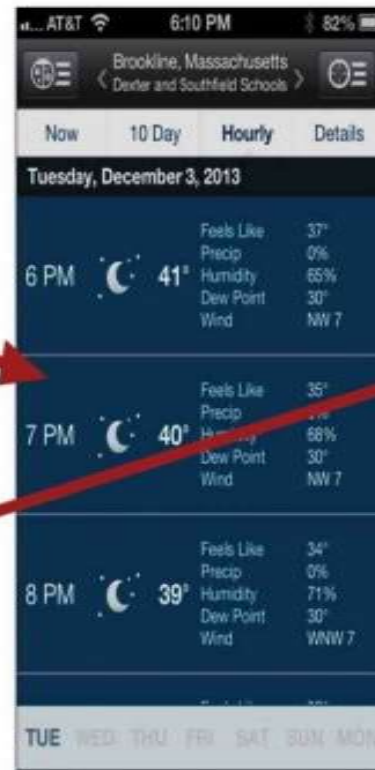 AT&T 6:10 PM 82%
Brookline, Massachusetts
Dexter and Southfield Schools
Now 10 Day Hourly Details
Tuesday, December 3, 2013
6 PM 41°
Feels Like 37°
Precip 0%
Humidity 65%
Dew Point 30°
Wind NW 7
7 PM 40°
Feels Like 35°
Precip
68%
Dew Point 30°
Wind NW 7
8 PM 39°
Feels Like 34°
Precip 0%
Humidity 71%
Dew Point 30°
Wind WNW 7
TUE WED THU FRI SAT SUN MON